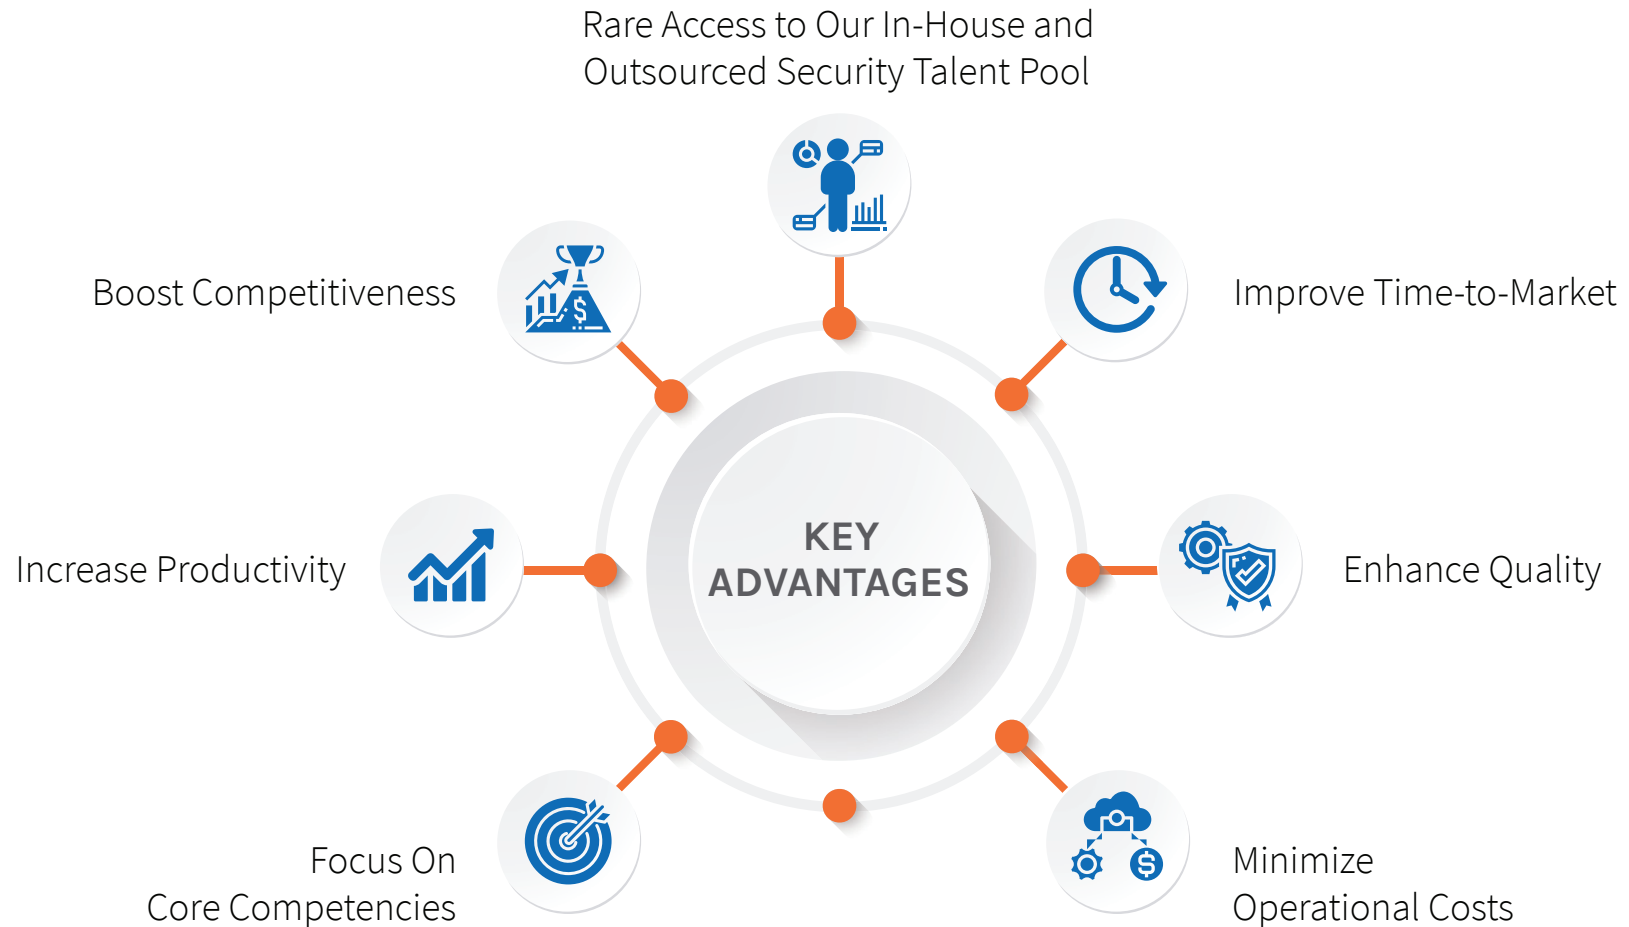 Rare Access to Our In-House and
Outsourced Security Talent Pool
Boost Competitiveness
Improve Time-to-Market
Increase Productivity
KEY
ADVANTAGES
Enhance Quality
Focus On
Core Competencies
Minimize
Operational Costs